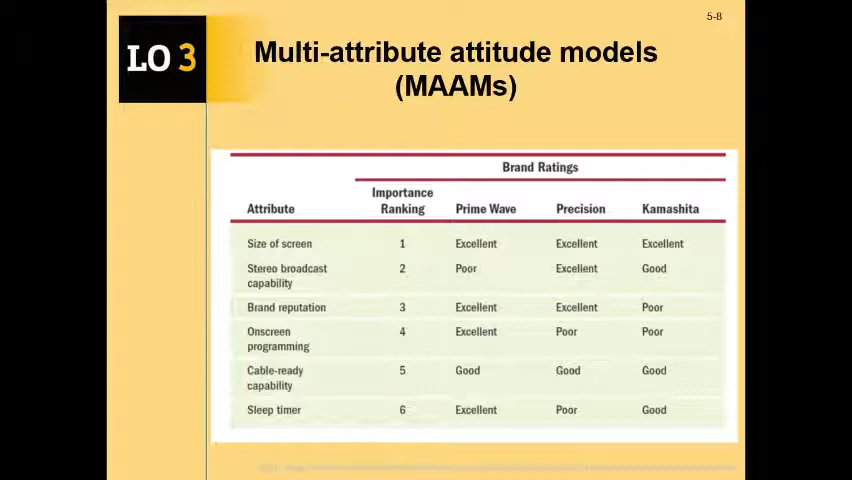 5-8
LO 3
Multi-attribute attitude models
(MAAMs)
Brand Ratings
Importance
Attribute Ranking Prime Wave Precision Kamashita
Size of screen 1 Excellent Excellent Excellent
Stereo broadcast 2 Poor Excellent Good
capability
Brand reputation 3 Excellent Excellent Poor
Onscreen 4 Excellent Poor Poor
programming
Cable-ready 5 Good Good Good
capability
Sleep timer 6 Excellent Poor Good